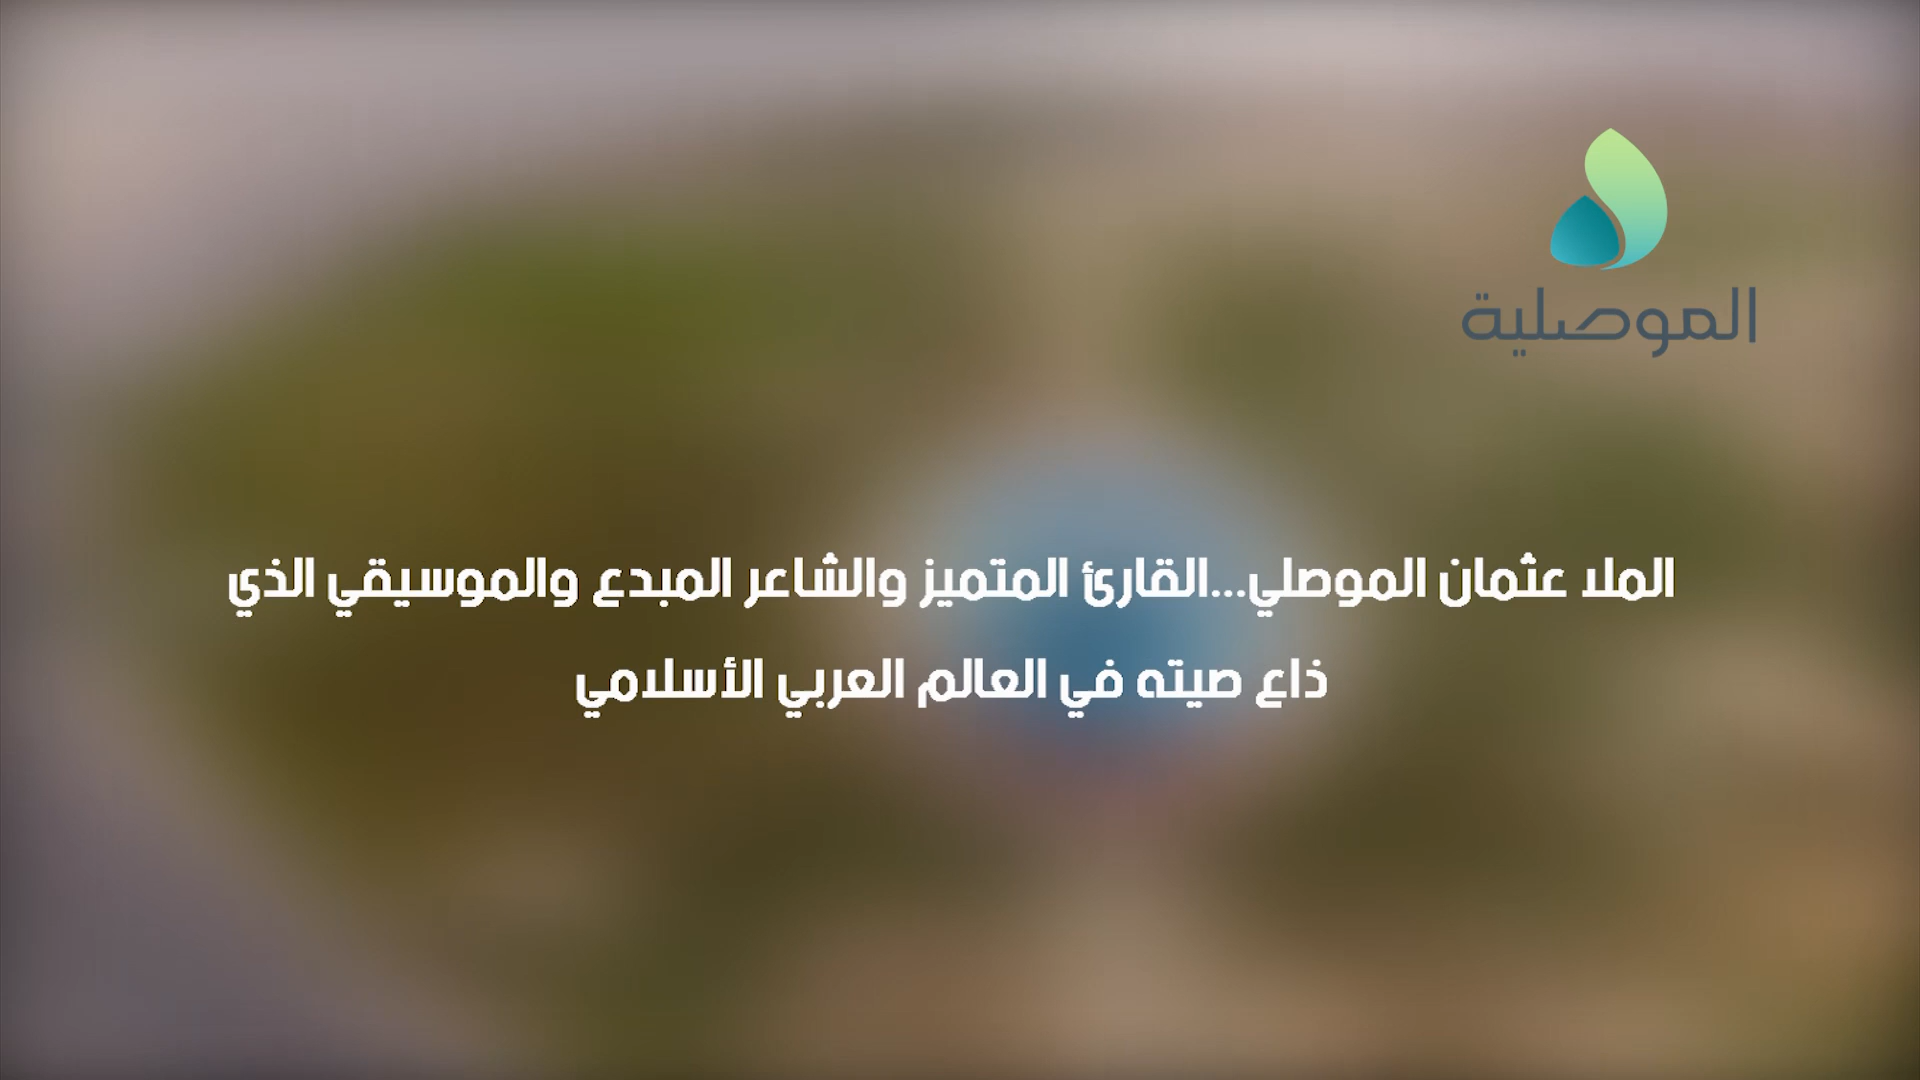 الموصلية
الملا عثمان الموصلي...القارئ المتميز والشاعر المبدع والموسيقي الذي
ذاع صيته في العالم العربي الأسلامي